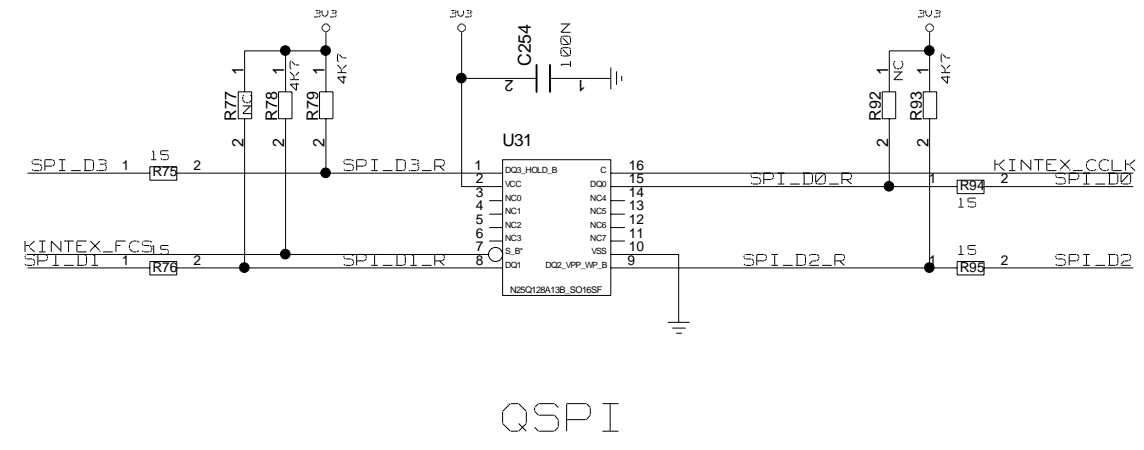 3V3 3V3 3V3
C254 100N
2 1
1 1 1 1 1
R77 NC R78 4K7 R79 4K7 R92 NC R93 4K7
2 2 2 2 2
U31
SPI_D3 1 15 R75 2 SPI_D3_R 1 DQ3_HOLD_B C 16 KINTEX_CCLK
2 VCC DQ0 15 SPI_D0_R 1 R94 2 SPI_D0
15
3 NC0 NC4 14
4 NC1 NC5 13
5 NC2 NC6 12
6 NC3 NC7 11
KINTEX_FCS 7 S_B* VSS 10
SPI_D1 1 15 R76 2 SPI_D1_R 8 DQ1 DQ2_VPP_WP_B 9 SPI_D2_R 1 15 R95 2 SPI_D2
N25Q128A13B_SO16SF
QSPI